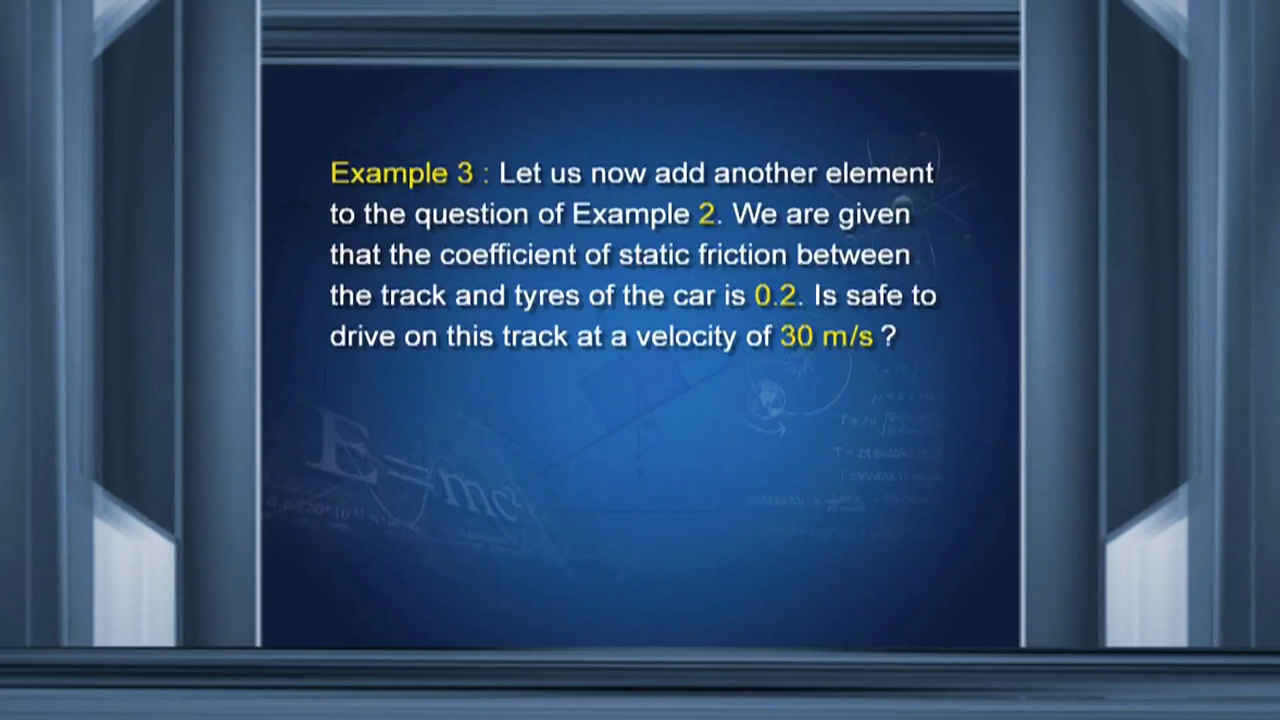 Example 3 : Let us now add another element
to the question of Example 2. We are given
that the coefficient of static friction between
the track and tyres of the car is 0.2. Is safe to
drive on this track at a velocity of 30 m/s ?
E=mc²